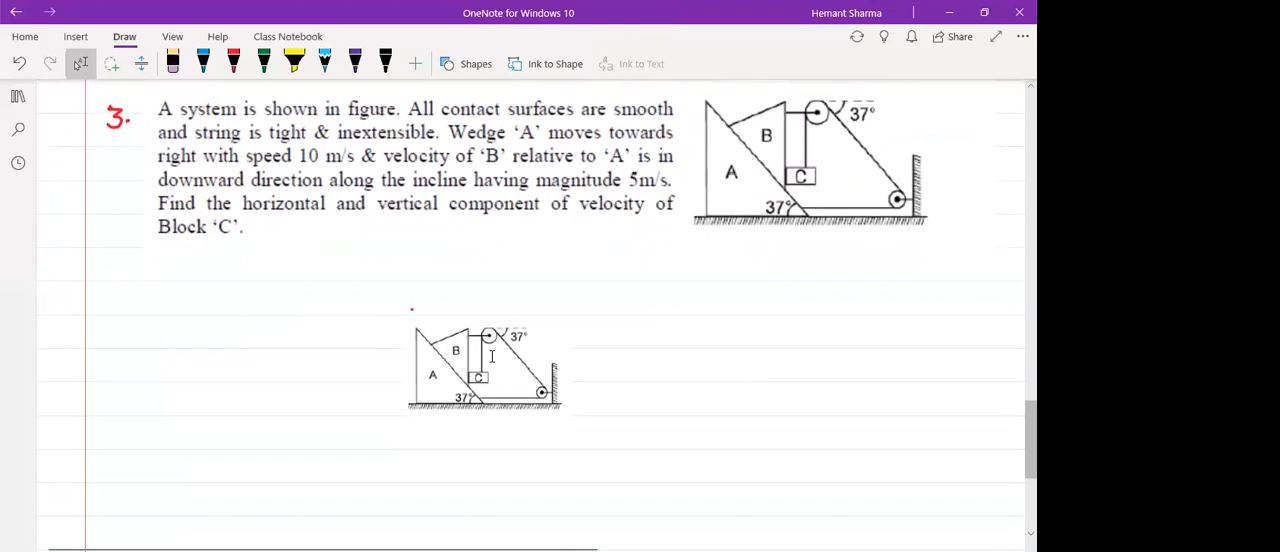 OneNote for Windows 10
Hemant Sharma
Home Insert Draw View Help Class Notebook
Share
Shapes
Ink to Shape
Ink to Text
3.
A system is shown in figure. All contact surfaces are smooth
and string is tight & inextensible. Wedge ‘A’ moves towards
right with speed 10 m/s & velocity of ‘B’ relative to ‘A’ is in
downward direction along the incline having magnitude 5m/s.
Find the horizontal and vertical component of velocity of
Block ‘C’.
37°
B
A
C
37°
37°
B
A
C
37°